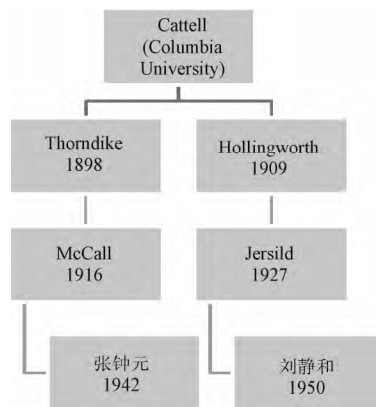 Cattell
(Columbia
University)
Thorndike
1898
Hollingworth
1909
McCall
1916
Jersild
1927
张钟元
1942
刘静和
1950